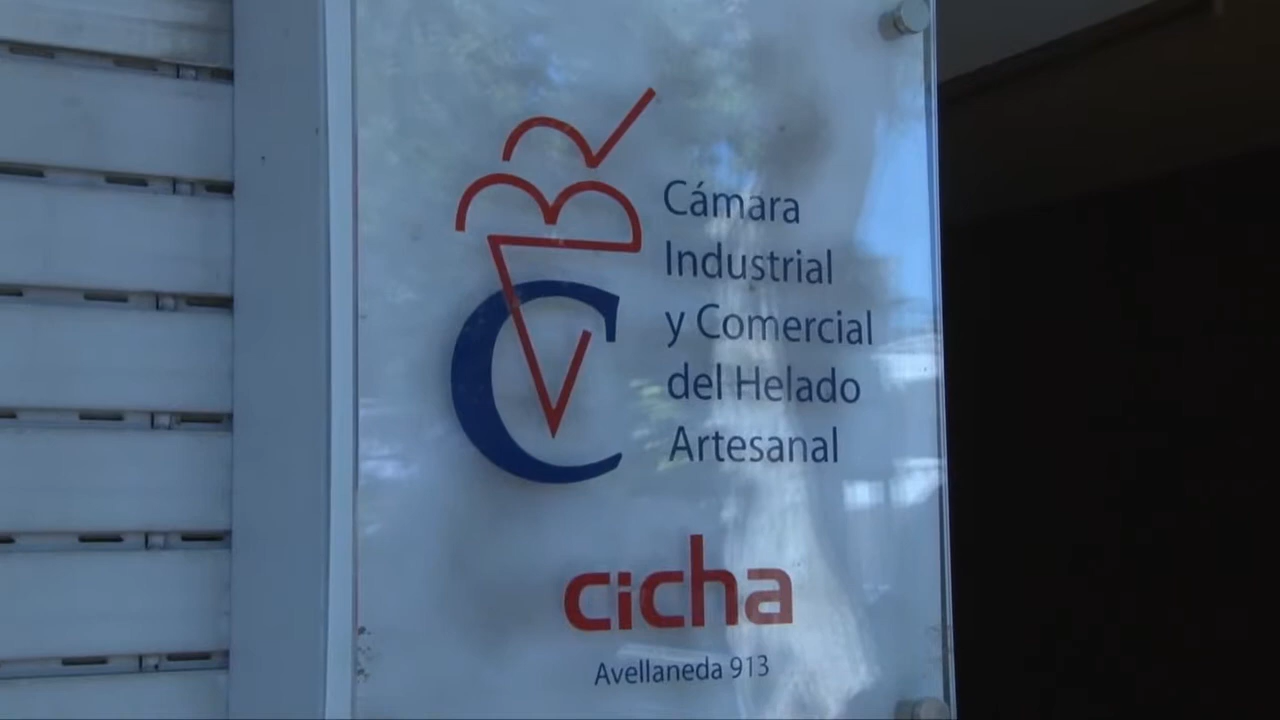 Cámara
Industrial
y Comercial
del Helado
Artesanal
cicha
Avellaneda 913